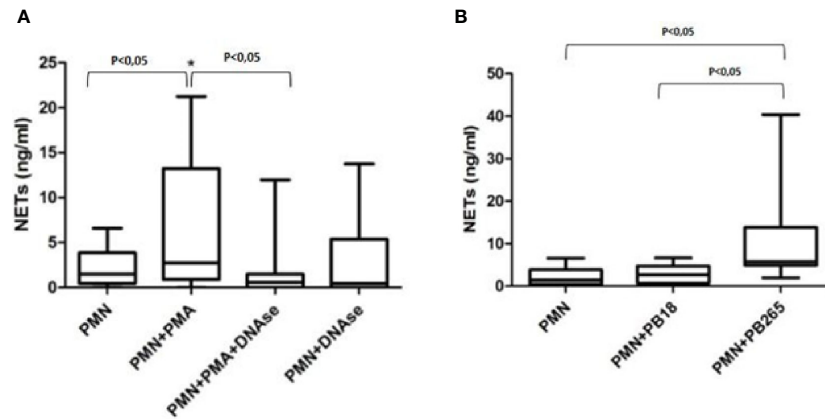 A
P<0,05
*
P<0,05
NETs (ng/ml)
25
20
15
10
5
0
PMN
PMN+PMA
PMN+PMA+DNAse
PMN+DNAse
B
P<0,05
P<0,05
NETs (ng/ml)
50
40
30
20
10
0
PMN
PMN+PB18
PMN+PB265